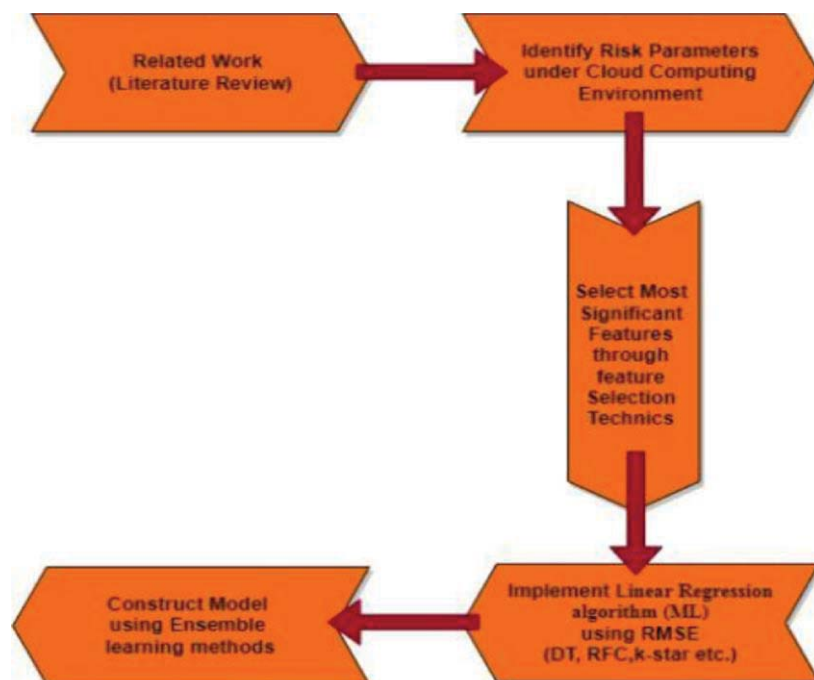 Related Work
(Literature Review)
Identify Risk Parameters
under Cloud Computing
Environment
Select Most
Significant
Features
through
feature
Selection
Technics
Implement Linear Regression
algorithm (ML)
using RMSE
(DT, RFC,k-star etc.)
Construct Model
using Ensemble
learning methods